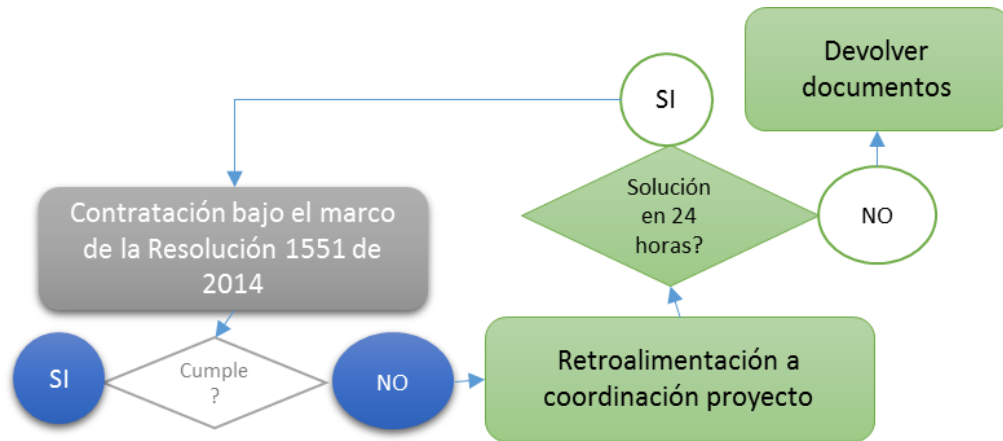 Devolver
documentos
SI
Solución
en 24
horas?
NO
Contratación bajo el marco
de la Resolución 1551 de
2014
SI
Cumple
?
NO
Retroalimentación a
coordinación proyecto